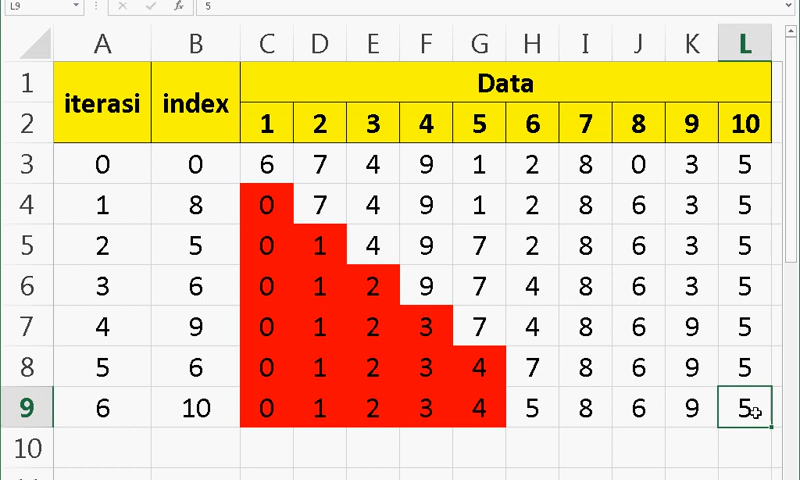 L9 fx 5
A B C D E F G H I J K L
1 Data
iterasi index
2 1 2 3 4 5 6 7 8 9 10
3 0 0 6 7 4 9 1 2 8 0 3 5
4 1 8 0 7 4 9 1 2 8 6 3 5
5 2 5 0 1 4 9 7 2 8 6 3 5
6 3 6 0 1 2 9 7 4 8 6 3 5
7 4 9 0 1 2 3 7 4 8 6 9 5
8 5 6 0 1 2 3 4 7 8 6 9 5
9 6 10 0 1 2 3 4 5 8 6 9 5
10